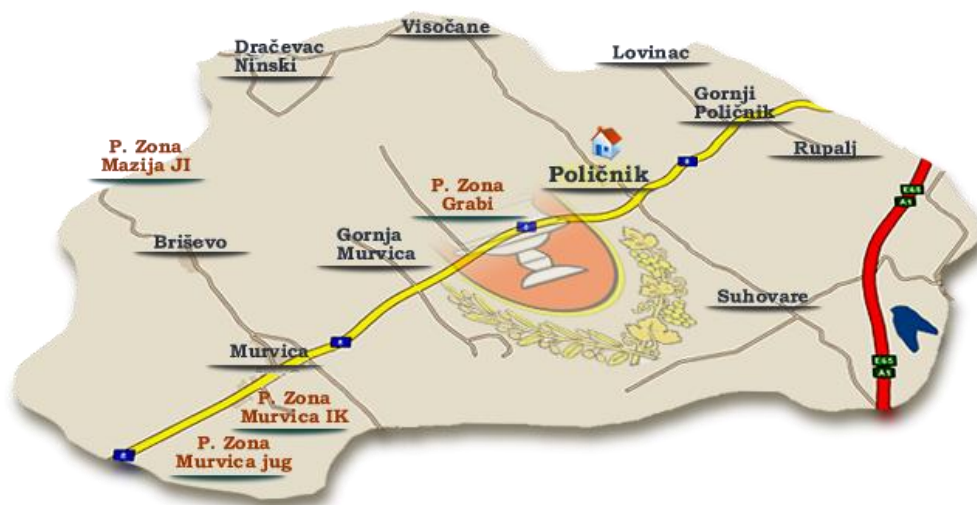 Visočane
Dračevac
Ninski
Lovinac
Gornji
Poličnik
P. Zona
Mazija JI
Rupalj
Poličnik
P. Zona
Grabi
E65
A1
Briševo
Gornja
Murvica
Suhovare
Murvica
E65
A1
P. Zona
Murvica IK
P. Zona
Murvica jug